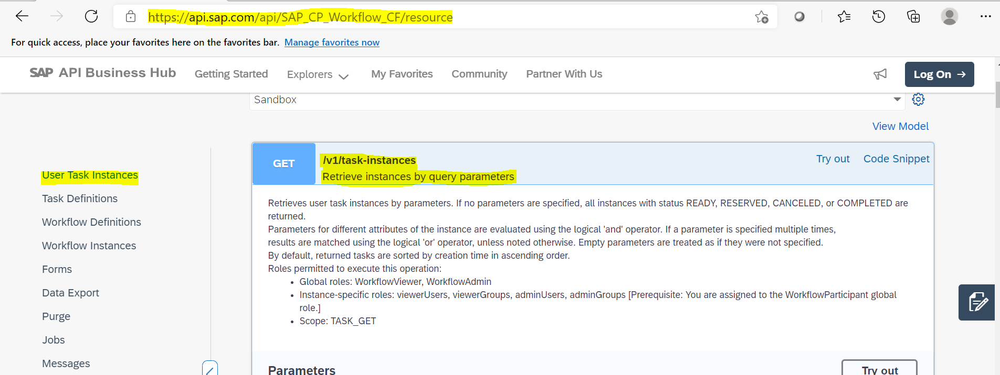 https://api.sap.com/api/SAP_CP_Workflow_CF/resource
For quick access, place your favorites here on the favorites bar. Manage favorites now
SAP API Business Hub Getting Started Explorers My Favorites Community Partner With Us Log On →
Sandbox
View Model
GET /v1/task-instances Try out Code Snippet
Retrieve instances by query parameters
User Task Instances
Task Definitions
Workflow Definitions
Workflow Instances
Forms
Data Export
Purge
Jobs
Messages
Retrieves user task instances by parameters. If no parameters are specified, all instances with status READY, RESERVED, CANCELED, or COMPLETED are
returned.
Parameters for different attributes of the instance are evaluated using the logical 'and' operator. If a parameter is specified multiple times,
results are matched using the logical 'or' operator, unless noted otherwise. Empty parameters are treated as if they were not specified.
By default, returned tasks are sorted by creation time in ascending order.
Roles permitted to execute this operation:
• Global roles: WorkflowViewer, WorkflowAdmin
• Instance-specific roles: viewerUsers, viewerGroups, adminUsers, adminGroups [Prerequisite: You are assigned to the WorkflowParticipant global
role.]
• Scope: TASK_GET
Parameters Try out